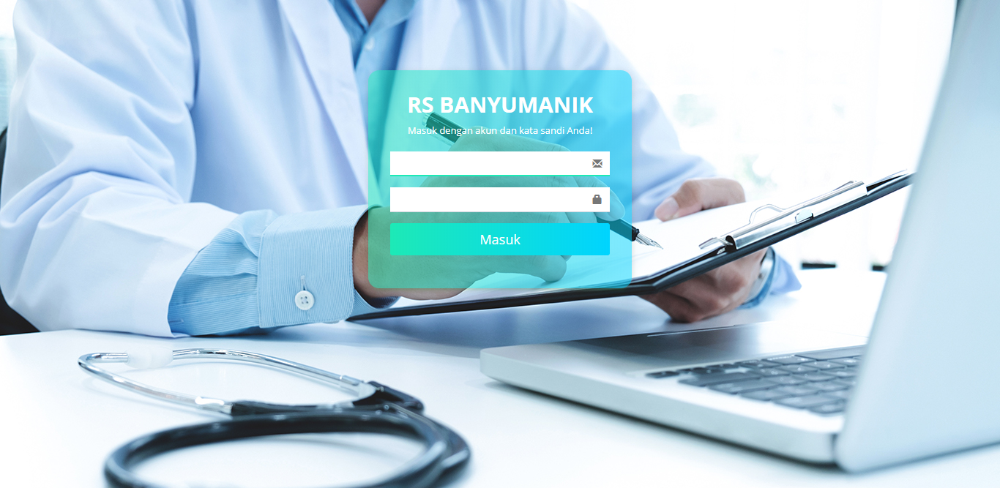 RS BANYUMANIK
Masuk dengan akun dan kata sandi Anda!
Masuk